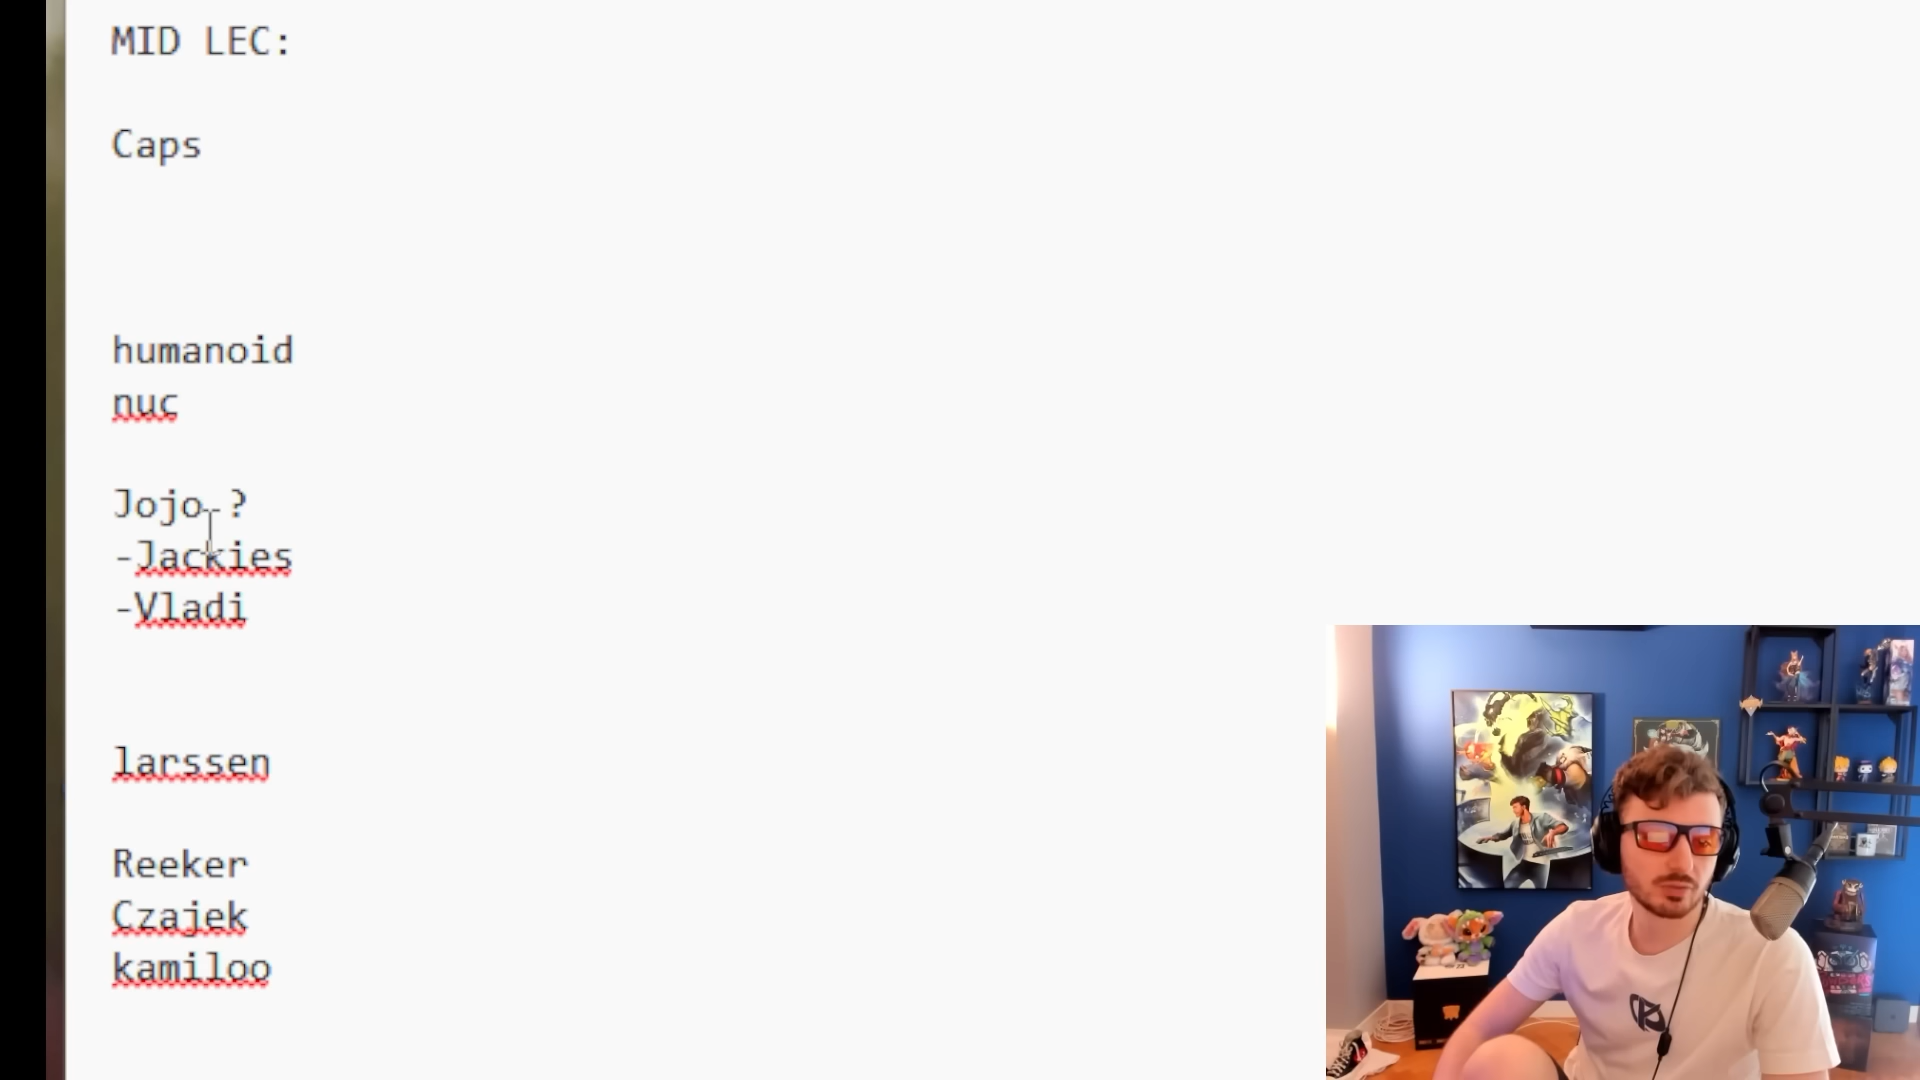 MID LEC:
Caps
humanoid
nuc
Jojo ?
-Jackies
-Vladi
larssen
Reeker
Czajek
kamiloo